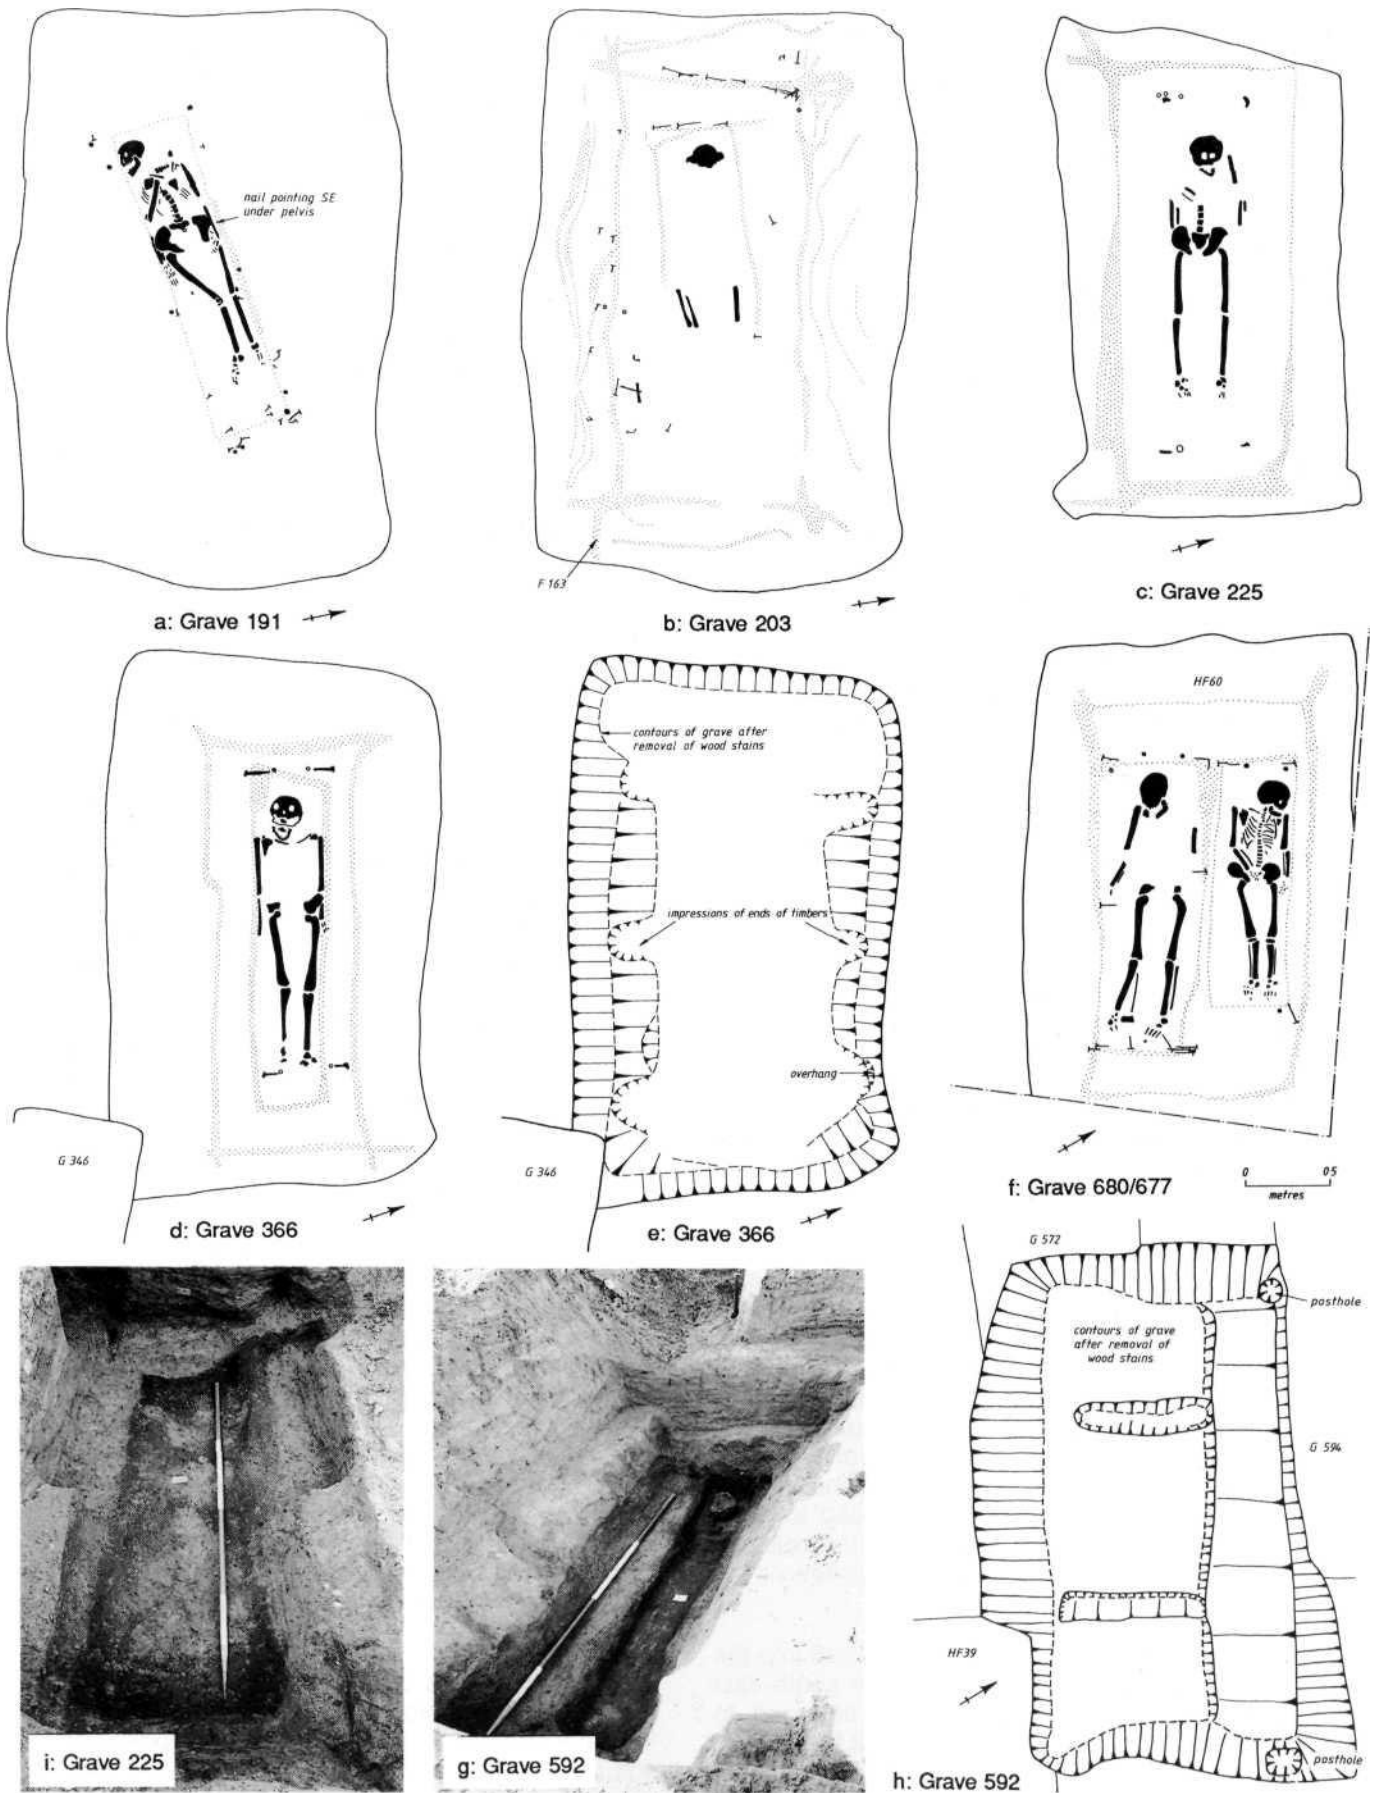 nail pointing SE
under pelvis
F 163
a: Grave 191
b: Grave 203
c: Grave 225
contours of grave after
removal of wood stains
impressions of ends of timbers
overhang
G 346
G 346
HF60
d: Grave 366
e: Grave 366
f: Grave 680/677
0 05
metres
i: Grave 225
g: Grave 592
G 572
posthole
contours of grave
after removal of
wood stains
G 594
HF39
posthole
h: Grave 592